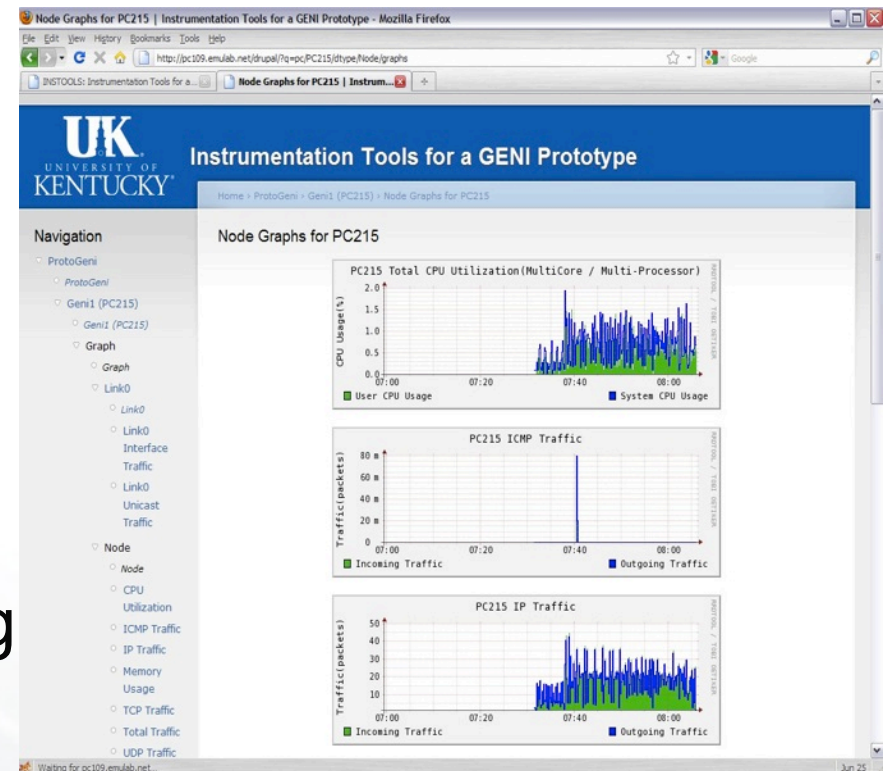 Node Graphs for PC215 | Instrumentation Tools for a GENI Prototype - Mozilla Firefox
File Edit View History Bookmarks Tools Help
http://pc109.emulab.net/drupal/?q=pc/PC215/dtype/Node/graphs
Google
INSTOOLS: Instrumentation Tools for a...
Node Graphs for PC215 | Instrum...
UK
UNIVERSITY OF
KENTUCKY
Instrumentation Tools for a GENI Prototype
Home › ProtoGeni › Geni1 (PC215) › Node Graphs for PC215
Navigation
ProtoGeni
ProtoGeni
Geni1 (PC215)
Geni1 (PC215)
Graph
Graph
Link0
Link0
Link0
Interface
Traffic
Link0
Unicast
Traffic
Node
Node
CPU
Utilization
ICMP Traffic
IP Traffic
Memory
Usage
TCP Traffic
Total Traffic
UDP Traffic
Node Graphs for PC215
PC215 Total CPU Utilization(MultiCore / Multi-Processor)
CPU Usage(%)
2.0
1.5
1.0
0.5
0.0
07:00 07:20 07:40 08:00
User CPU Usage System CPU Usage
RRDTOOL / TOBI OETIKER
PC215 ICMP Traffic
Traffic(packets)
80 m
60 m
40 m
20 m
0
07:00 07:20 07:40 08:00
Incoming Traffic Outgoing Traffic
RRDTOOL / TOBI OETIKER
PC215 IP Traffic
Traffic(packets)
50
40
30
20
10
07:00 07:20 07:40 08:00
Incoming Traffic Outgoing Traffic
RRDTOOL / TOBI OETIKER
g
Waiting for pc109.emulab.net...
Jun 25